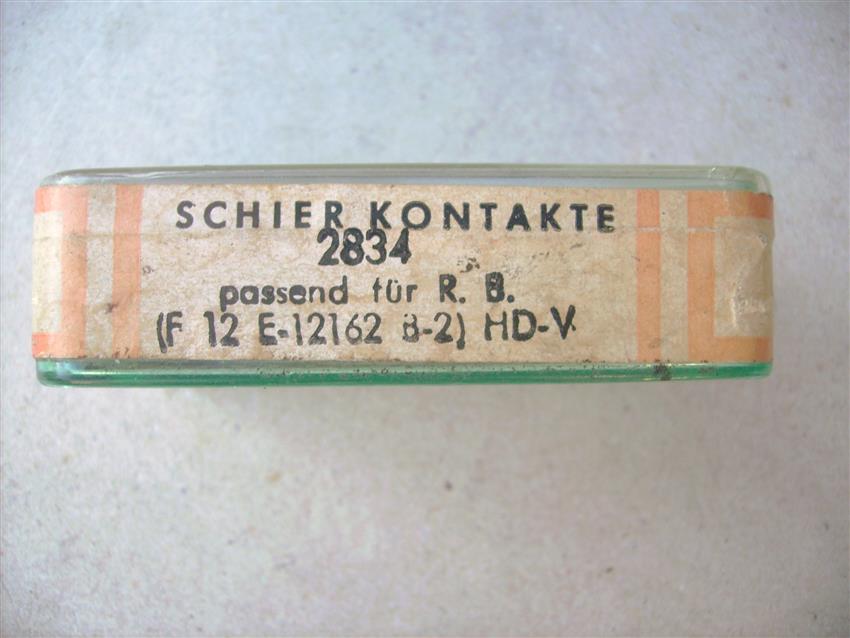 SCHIER KONTAKTE
2834
passend für R. B.
(F 12 E-12162 B-2) HD-V